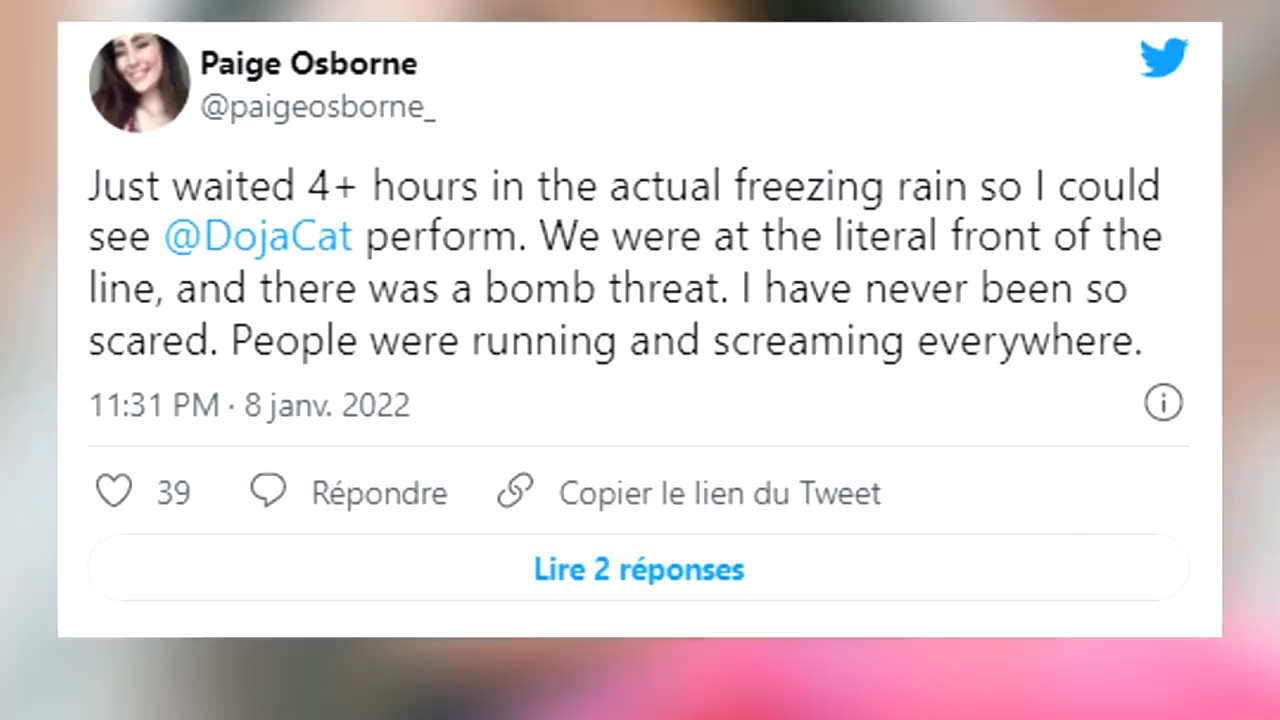 Paige Osborne
@paigeosborne_
Just waited 4+ hours in the actual freezing rain so I could
see @DojaCat perform. We were at the literal front of the
line, and there was a bomb threat. I have never been so
scared. People were running and screaming everywhere.
11:31 PM · 8 janv. 2022
39 Répondre Copier le lien du Tweet
Lire 2 réponses